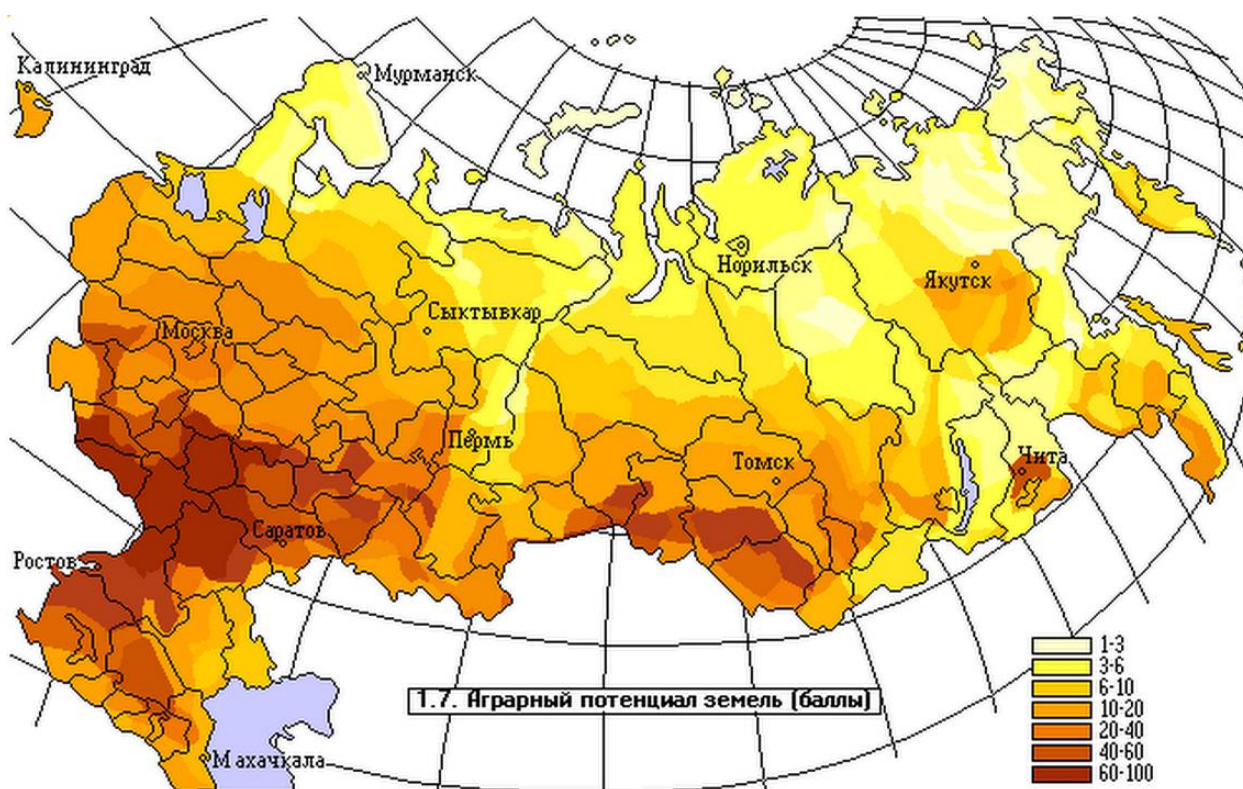 Калининград
Мурманск
Норильск
Якутск
Сыктывкар
Москва
Пермь
Томск
Чита
Саратов
Ростов
1.7. Аграрный потенциал земель (баллы)
Махачкала
1-3
3-6
6-10
10-20
20-40
40-60
60-100